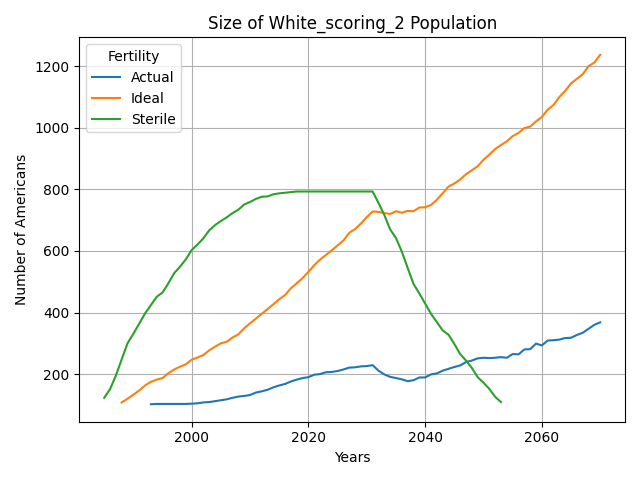 Size of White_scoring_2 Population
Fertility
Actual
Ideal
Sterile
Number of Americans
1200
1000
800
600
400
200
2000
2020
2040
2060
Years